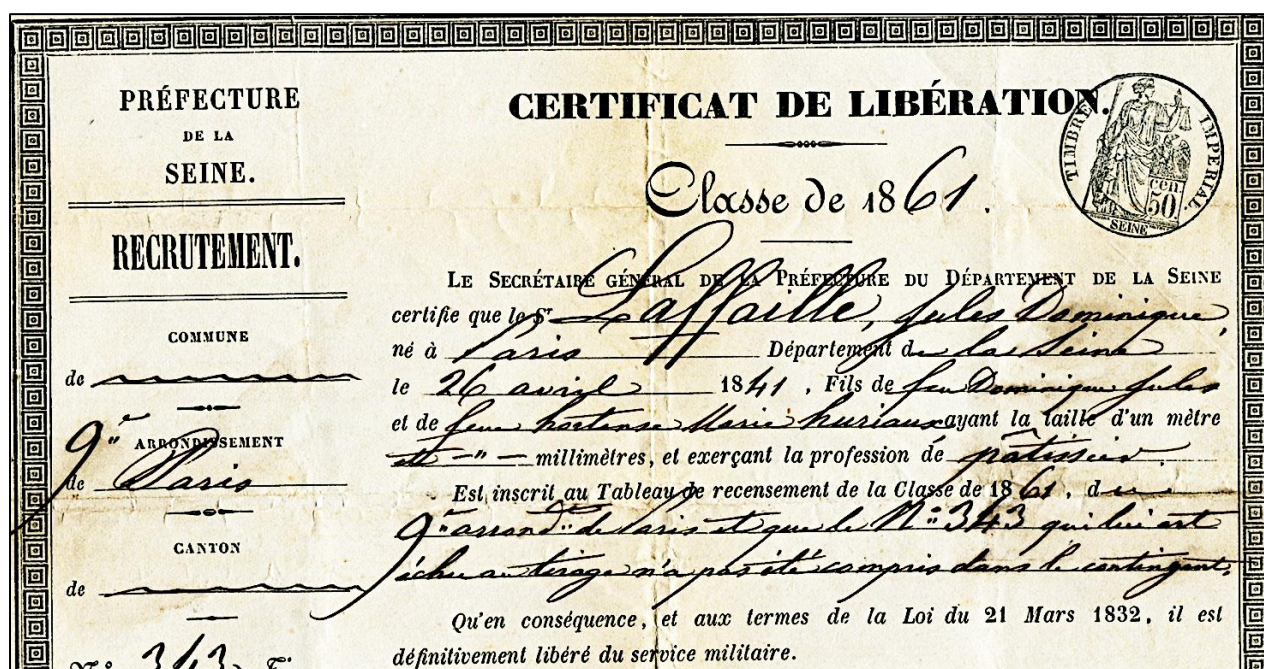 PRÉFECTURE
DE LA
SEINE.
RECRUTEMENT.
COMMUNE
de
9e ARRONDISSEMENT
de Paris
CANTON
de
N° 343
CERTIFICAT DE LIBÉRATION.
TIMBRE IMPÉRIAL
50 cen
SEINE
Classe de 1861.
LE SECRÉTAIRE GÉNÉRAL DE LA PRÉFECTURE DU DÉPARTEMENT DE LA SEINE
certifie que le Sr Laffaille, Jules Dominique
né à Paris Département de la Seine
le 26 avril 1841, Fils de feu Dominique Jules
et de feue hortense Marie huriaux ayant la taille d'un mètre
- " - millimètres, et exerçant la profession de pâtissier.
Est inscrit au Tableau de recensement de la Classe de 1861, du
9e arrondt de Paris et que le N° 343 qui lui est
échu au tirage n'a pas été compris dans le contingent.
Qu'en conséquence, et aux termes de la Loi du 21 Mars 1832, il est
définitivement libéré du service militaire.